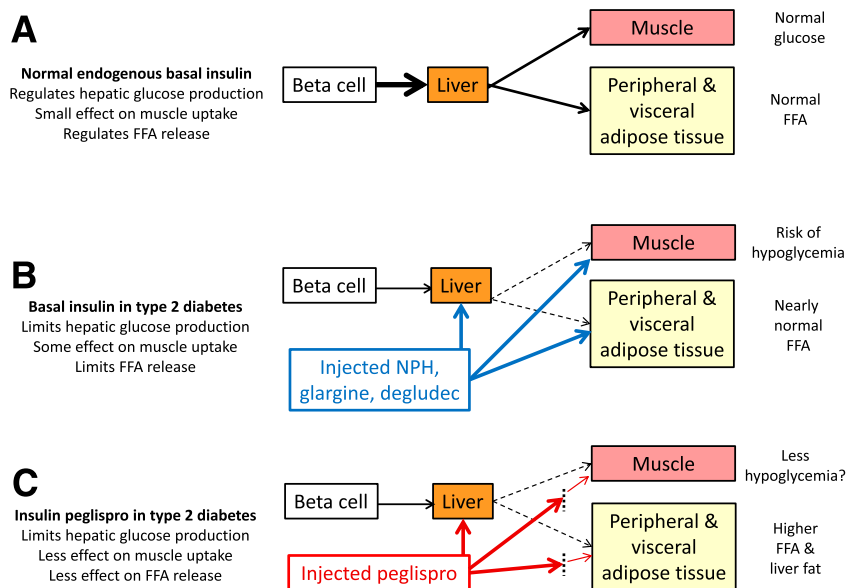 A
Normal endogenous basal insulin
Regulates hepatic glucose production
Small effect on muscle uptake
Regulates FFA release
Beta cell
Liver
Muscle
Peripheral &
visceral
adipose tissue
Normal
glucose
Normal
FFA
B
Basal insulin in type 2 diabetes
Limits hepatic glucose production
Some effect on muscle uptake
Limits FFA release
Beta cell
Liver
Injected NPH,
glargine, degludec
Muscle
Peripheral &
visceral
adipose tissue
Risk of
hypoglycemia
Nearly
normal
FFA
C
Insulin peglispro in type 2 diabetes
Limits hepatic glucose production
Less effect on muscle uptake
Less effect on FFA release
Beta cell
Liver
Injected peglispro
Muscle
Peripheral &
visceral
adipose tissue
Less
hypoglycemia?
Higher
FFA &
liver fat